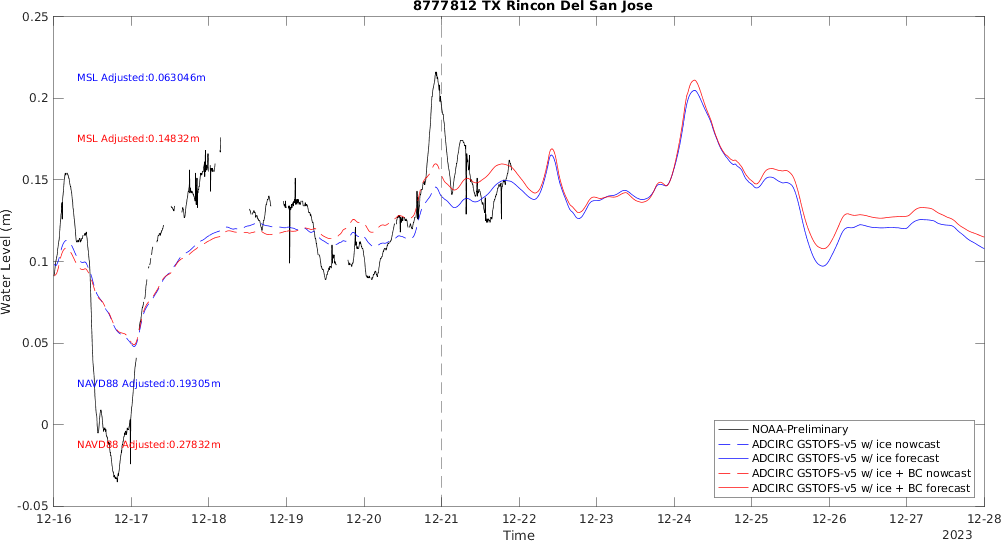 8777812 TX Rincon Del San Jose
0.25
0.2
0.15
0.1
0.05
0
-0.05
Water Level (m)
MSL Adjusted:0.063046m
MSL Adjusted:0.14832m
NAVD88 Adjusted:0.19305m
NAVD88 Adjusted:0.27832m
NOAA-Preliminary
ADCIRC GSTOFS-v5 w/ ice nowcast
ADCIRC GSTOFS-v5 w/ ice forecast
ADCIRC GSTOFS-v5 w/ ice + BC nowcast
ADCIRC GSTOFS-v5 w/ ice + BC forecast
12-16 12-17 12-18 12-19 12-20 12-21 12-22 12-23 12-24 12-25 12-26 12-27 12-28
Time
2023